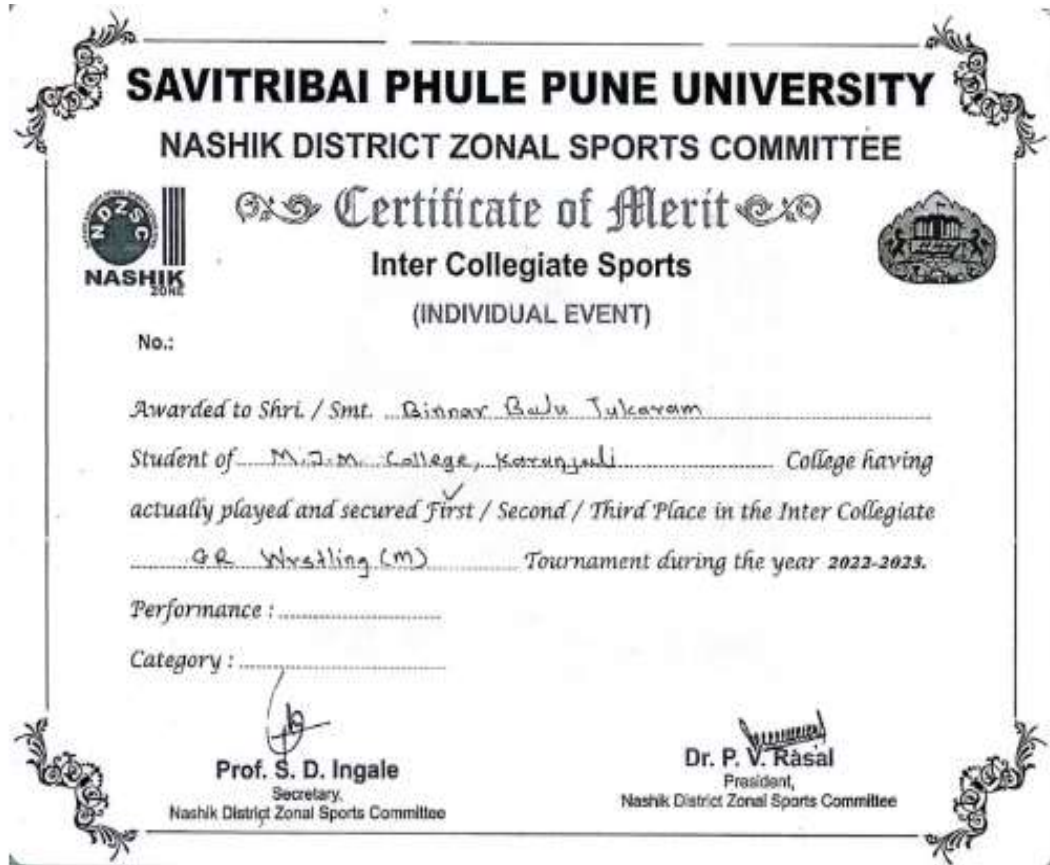 SAVITRIBAI PHULE PUNE UNIVERSITY
NASHIK DISTRICT ZONAL SPORTS COMMITTEE
NDZSC
NASHIK
ZONE
Certificate of Merit
Inter Collegiate Sports
(INDIVIDUAL EVENT)
No.:
Awarded to Shri. / Smt. Binnar Balu Tukaram
Student of M.J.M. College, Karanjali College having
actually played and secured First / Second / Third Place in the Inter Collegiate
GR Wrstling (M) Tournament during the year 2022-2023.
Performance :
Category :
Prof. S. D. Ingale
Secretary,
Nashik District Zonal Sports Committee
Dr. P. V. Rasal
President,
Nashik District Zonal Sports Committee